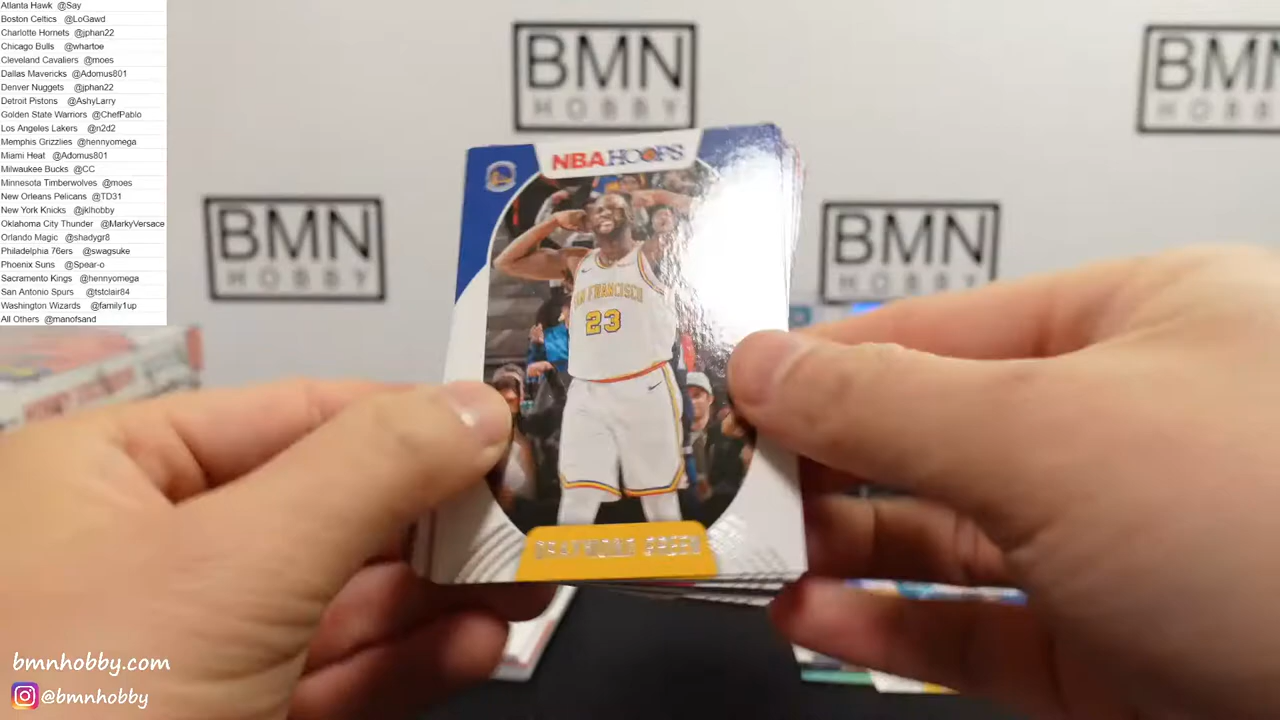 Atlanta Hawk @Say
Boston Celtics @LoGawd
Charlotte Hornets @jphan22
Chicago Bulls @whartoe
Cleveland Cavaliers @moes
Dallas Mavericks @Adomus801
Denver Nuggets @jphan22
Detroit Pistons @AshyLarry
Golden State Warriors @ChefPablo
Los Angeles Lakers @n2d2
Memphis Grizzlies @hennyomega
Miami Heat @Adomus801
Milwaukee Bucks @CC
Minnesota Timberwolves @moes
New Orleans Pelicans @TD31
New York Knicks @jklhobby
Oklahoma City Thunder @MarkyVersace
Orlando Magic @shadygr8
Philadelphia 76ers @swagsuke
Phoenix Suns @Spear-o
Sacramento Kings @hennyomega
San Antonio Spurs @tstclair84
Washington Wizards @family1up
All Others @manofsand
BMN
HOBBY
BMN
HOBBY
BMN
HOBBY
BMN
HOBBY
NBA HOOPS
SAN FRANCISCO
23
DRAYMOND GREEN
bmnhobby.com
@bmnhobby